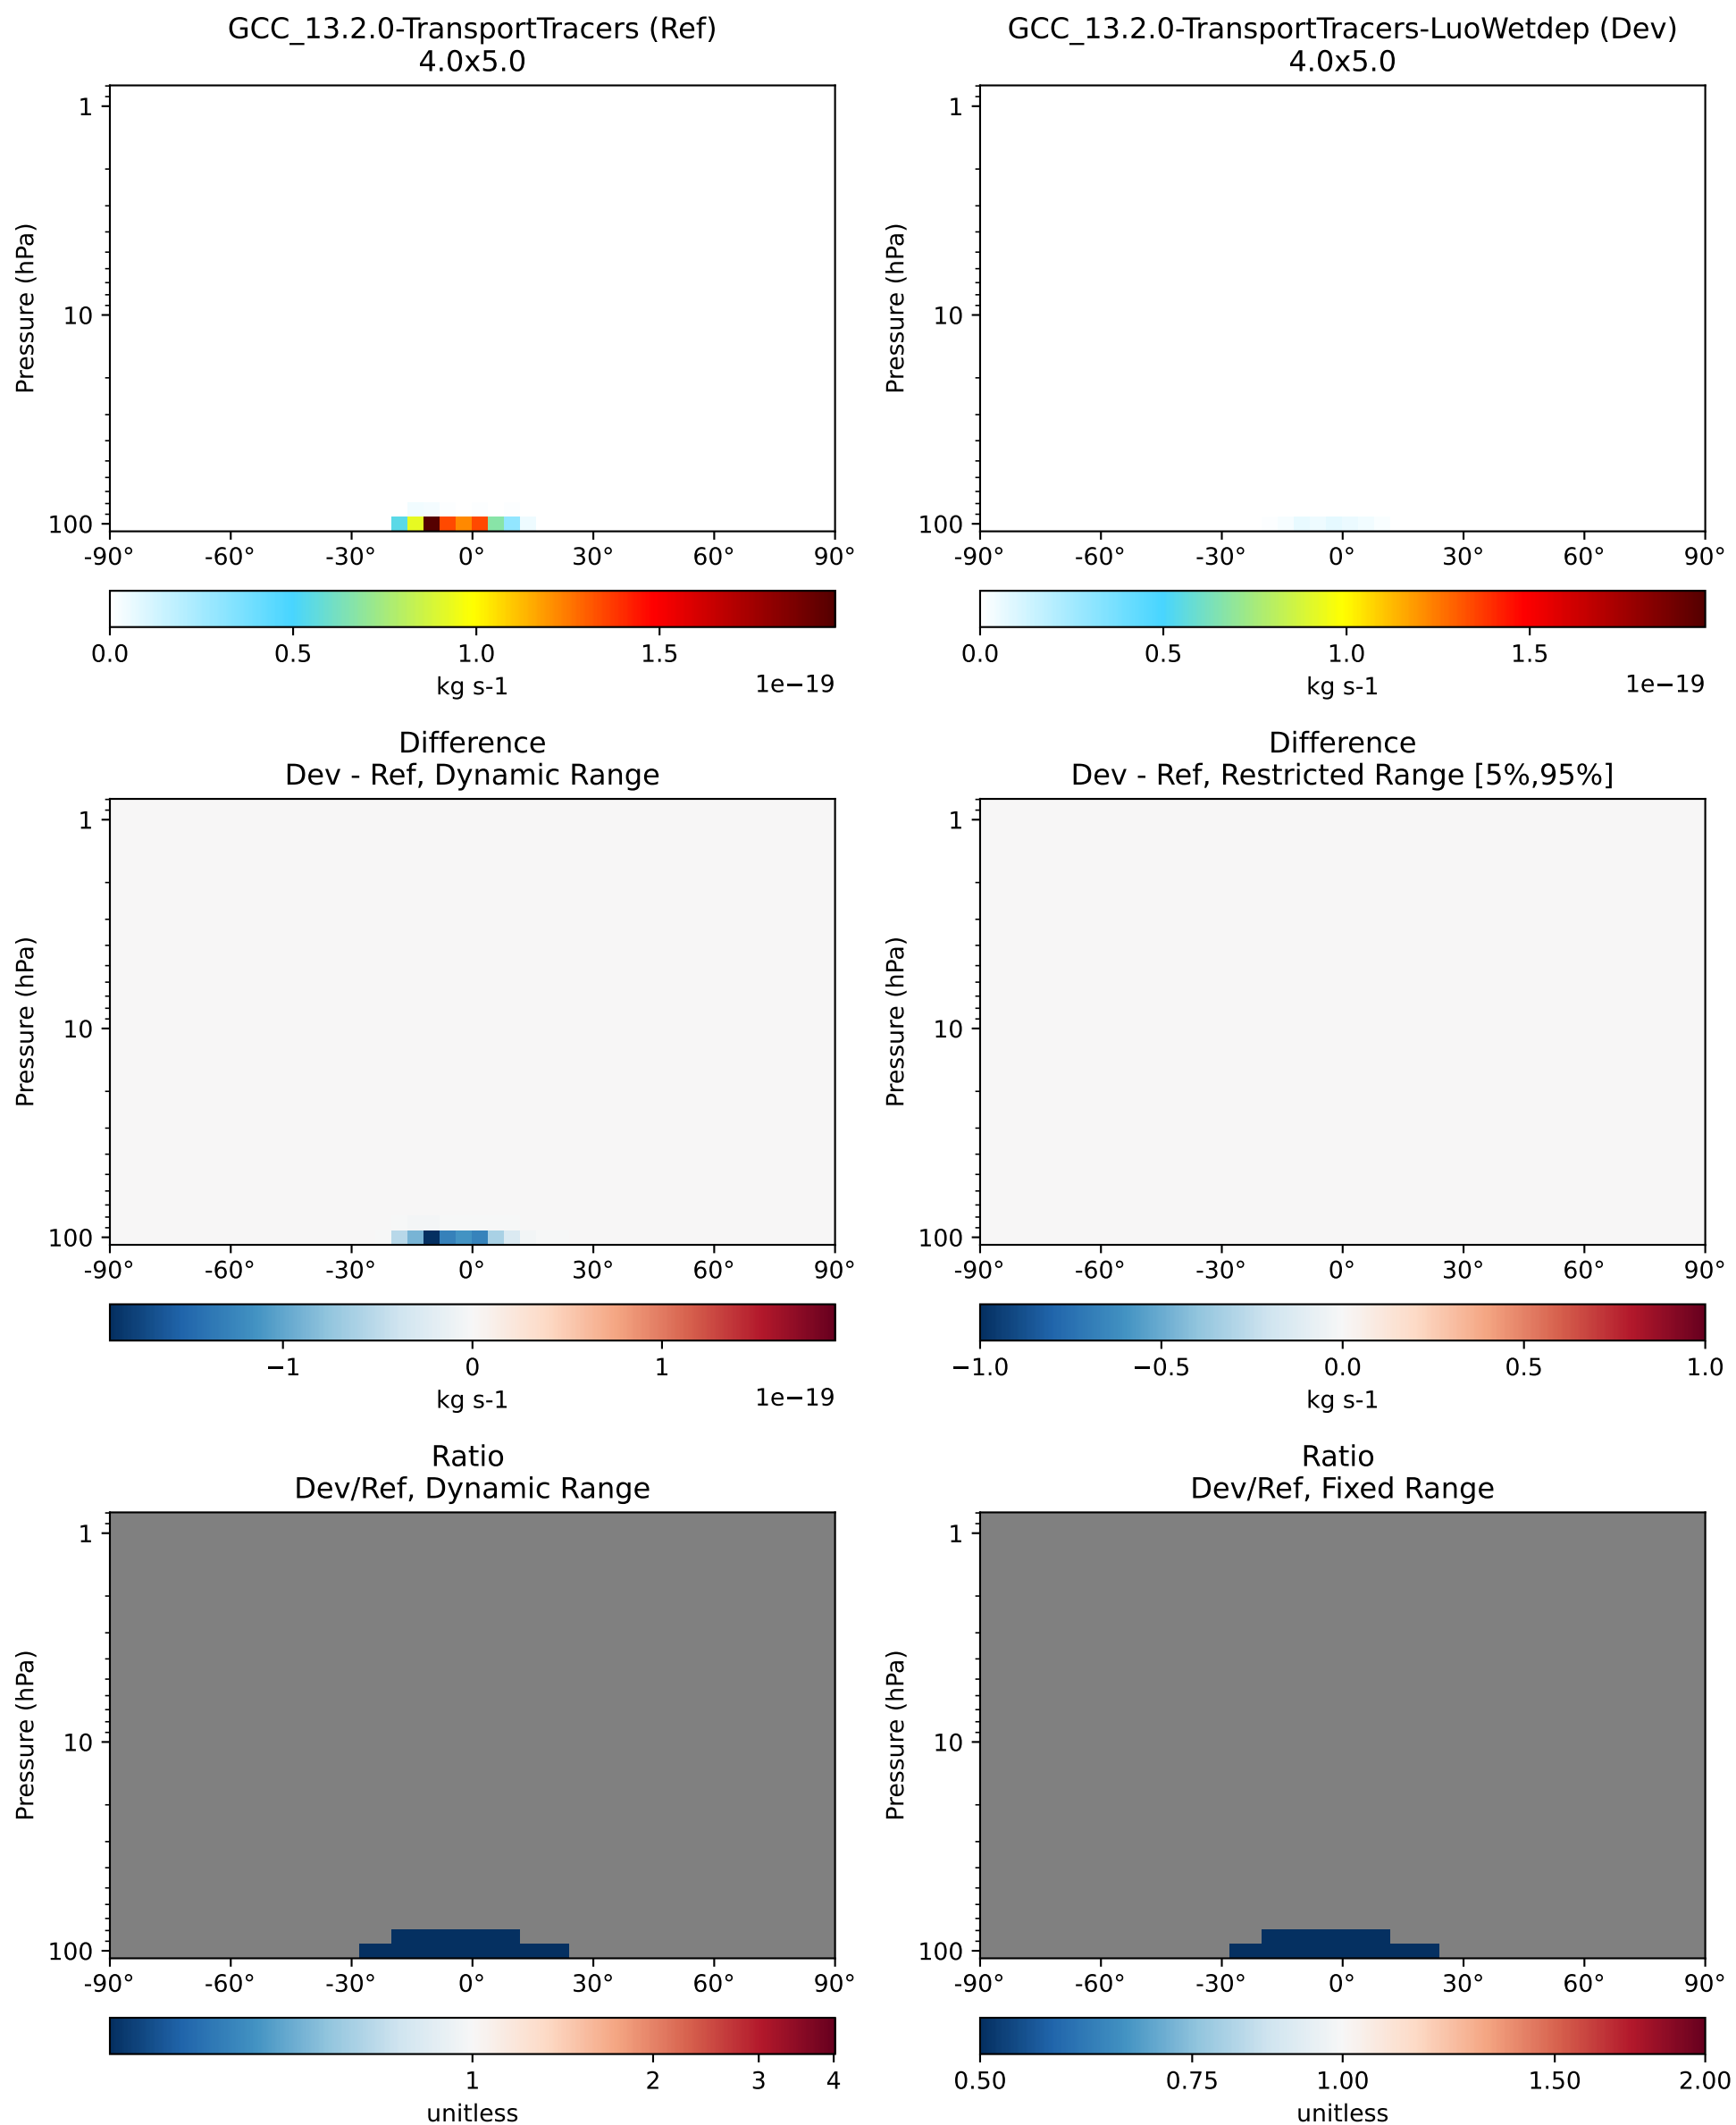 GCC_13.2.0-TransportTracers (Ref)
4.0x5.0
GCC_13.2.0-TransportTracers-LuoWetdep (Dev)
4.0x5.0
Pressure (hPa)
1
10
100
-90° -60° -30° 0° 30° 60° 90°
0.0 0.5 1.0 1.5
kg s-1
1e−19
Pressure (hPa)
1
10
100
-90° -60° -30° 0° 30° 60° 90°
0.0 0.5 1.0 1.5
kg s-1
1e−19
Difference
Dev - Ref, Dynamic Range
Difference
Dev - Ref, Restricted Range [5%,95%]
Pressure (hPa)
1
10
100
-90° -60° -30° 0° 30° 60° 90°
−1 0 1
kg s-1
1e−19
Pressure (hPa)
1
10
100
-90° -60° -30° 0° 30° 60° 90°
−1.0 −0.5 0.0 0.5 1.0
kg s-1
Ratio
Dev/Ref, Dynamic Range
Ratio
Dev/Ref, Fixed Range
Pressure (hPa)
1
10
100
-90° -60° -30° 0° 30° 60° 90°
1 2 3 4
unitless
Pressure (hPa)
1
10
100
-90° -60° -30° 0° 30° 60° 90°
0.50 0.75 1.00 1.50 2.00
unitless